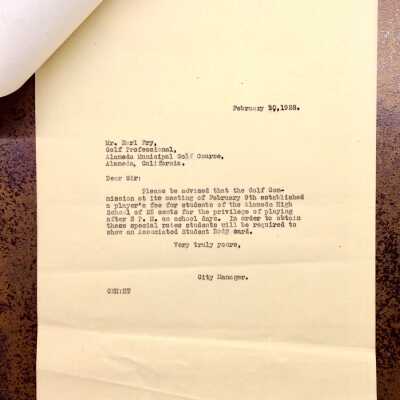 February 10,1928.
Mr. Earl Fry,
Golf Professional,
Alameda Municipal Golf Course,
Alameda, California.
Dear Sir:
Please be advised that the Golf Com-
mission at its meeting of February 9th established
a player's fee for students of the Alameda High
School of 25 cents for the privilege of playing
after 3 P. M. on school days. In order to obtain
these special rates students will be required to
show an Associated Student Body card.
Very truly yours,
City Manager.